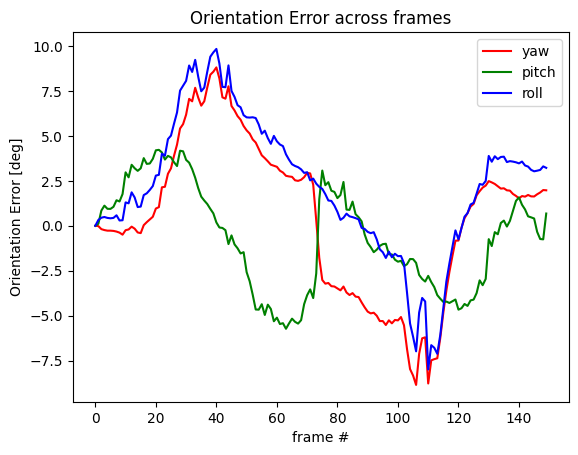 Orientation Error across frames
yaw
pitch
roll
Orientation Error [deg]
10.0
7.5
5.0
2.5
0.0
−2.5
−5.0
−7.5
0 20 40 60 80 100 120 140
frame #